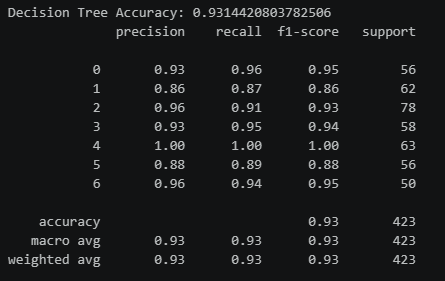 Decision Tree Accuracy: 0.9314420803782506
precision recall f1-score support
0 0.93 0.96 0.95 56
1 0.86 0.87 0.86 62
2 0.96 0.91 0.93 78
3 0.93 0.95 0.94 58
4 1.00 1.00 1.00 63
5 0.88 0.89 0.88 56
6 0.96 0.94 0.95 50
accuracy 0.93 423
macro avg 0.93 0.93 0.93 423
weighted avg 0.93 0.93 0.93 423